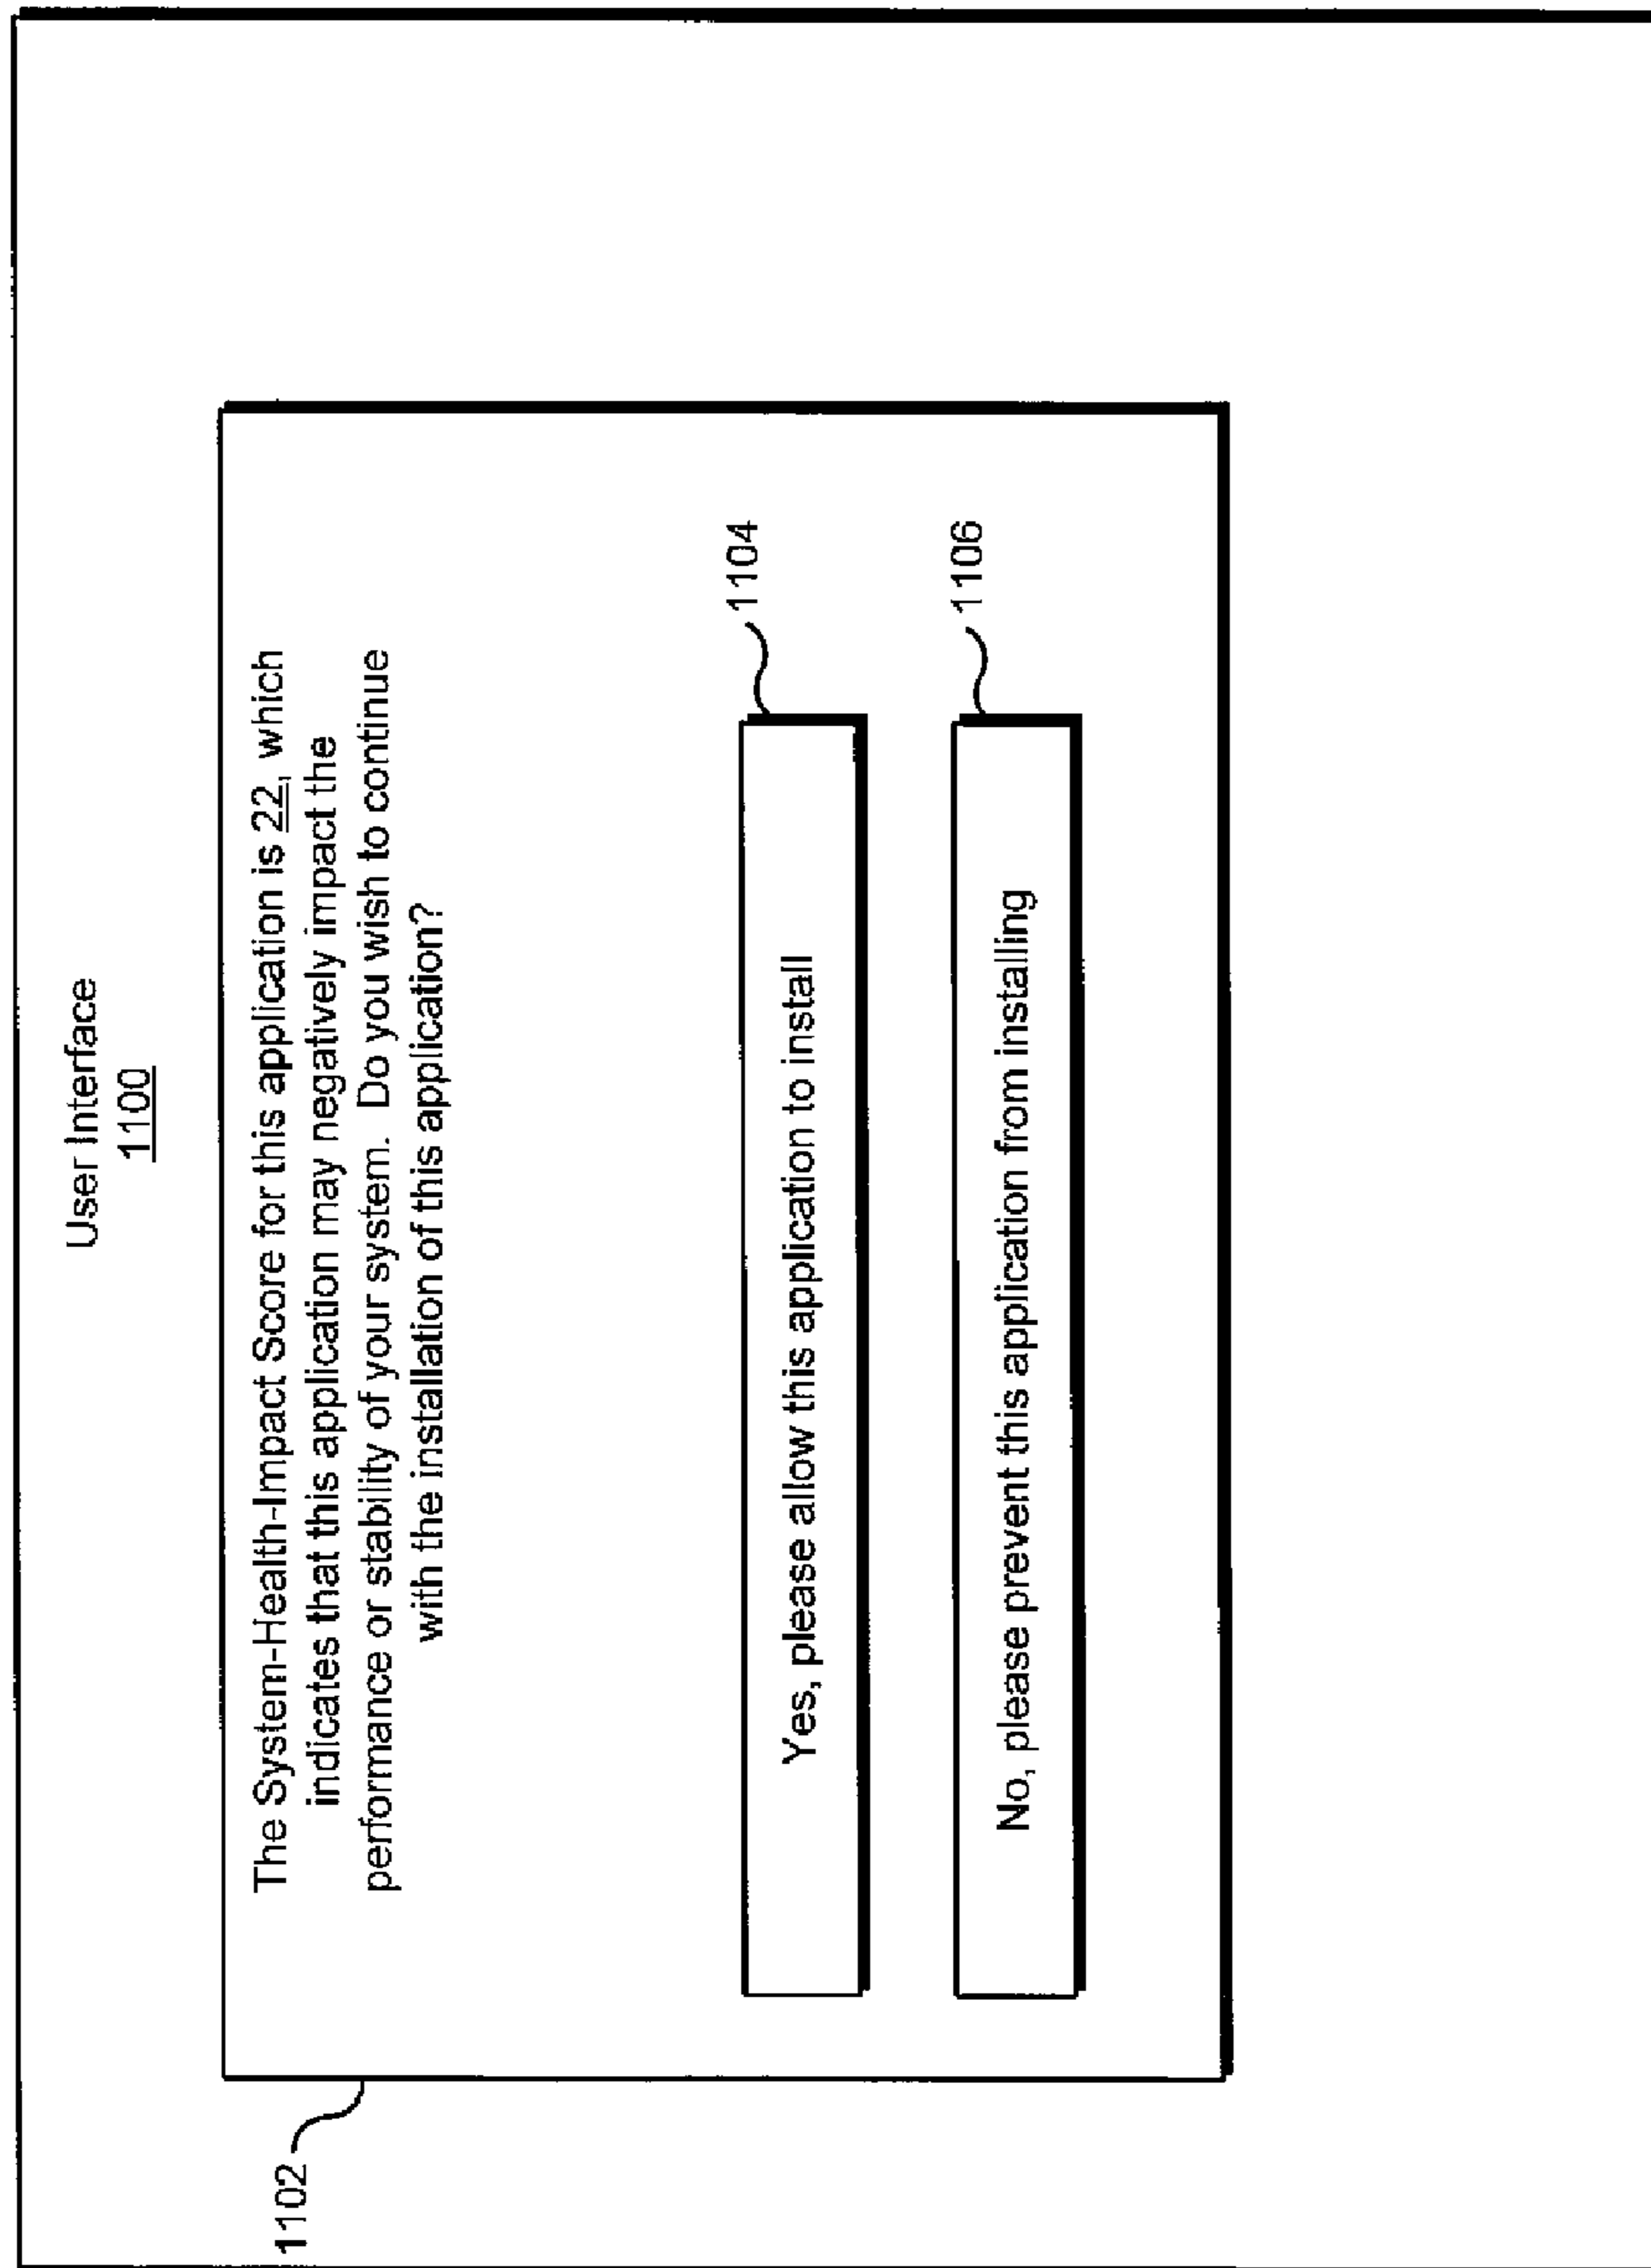 User Interface
1100
The System-Health-Impact Score for this application is 22, which
indicates that this application may negatively impact the
performance or stability of your system. Do you wish to continue
with the installation of this application?
Yes, please allow this application to install
1104
No, please prevent this application from installing
1106
1102